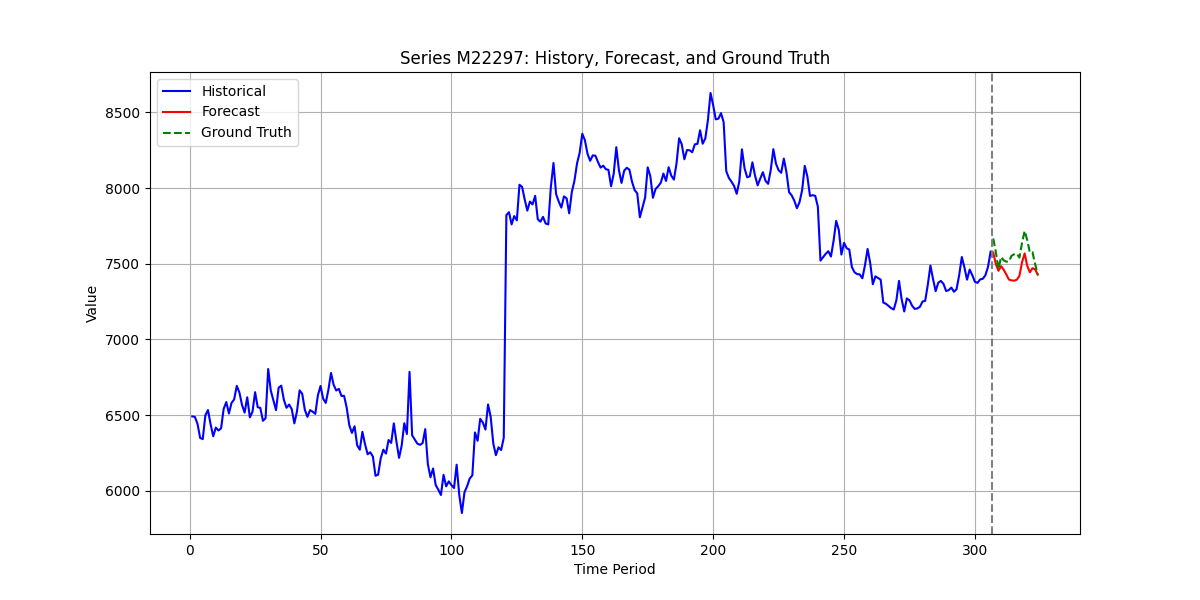 Series M22297: History, Forecast, and Ground Truth
Historical
Forecast
Ground Truth
8500
8000
7500
7000
6500
6000
Value
0 50 100 150 200 250 300
Time Period